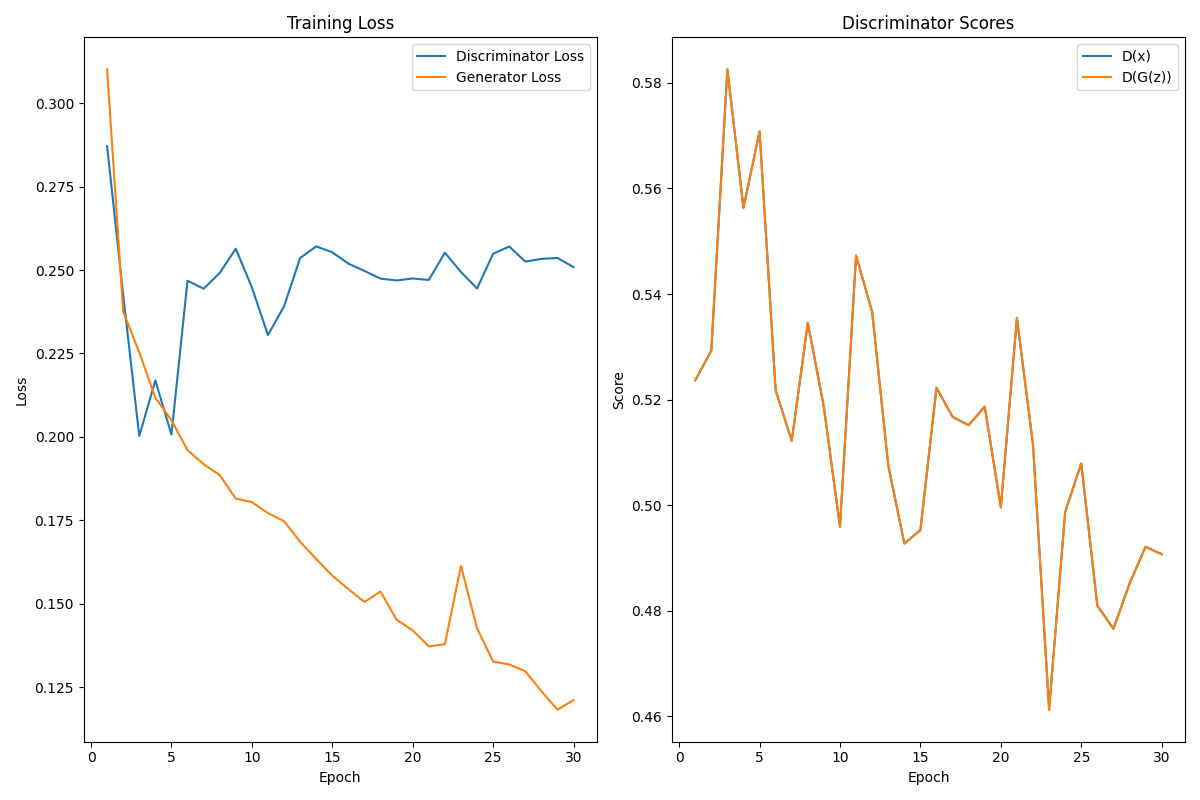 Training Loss
Discriminator Loss
Generator Loss
0.300
0.275
0.250
0.225
0.200
0.175
0.150
0.125
Loss
0 5 10 15 20 25 30
Epoch
Discriminator Scores
D(x)
D(G(z))
0.58
0.56
0.54
0.52
0.50
0.48
0.46
Score
0 5 10 15 20 25 30
Epoch